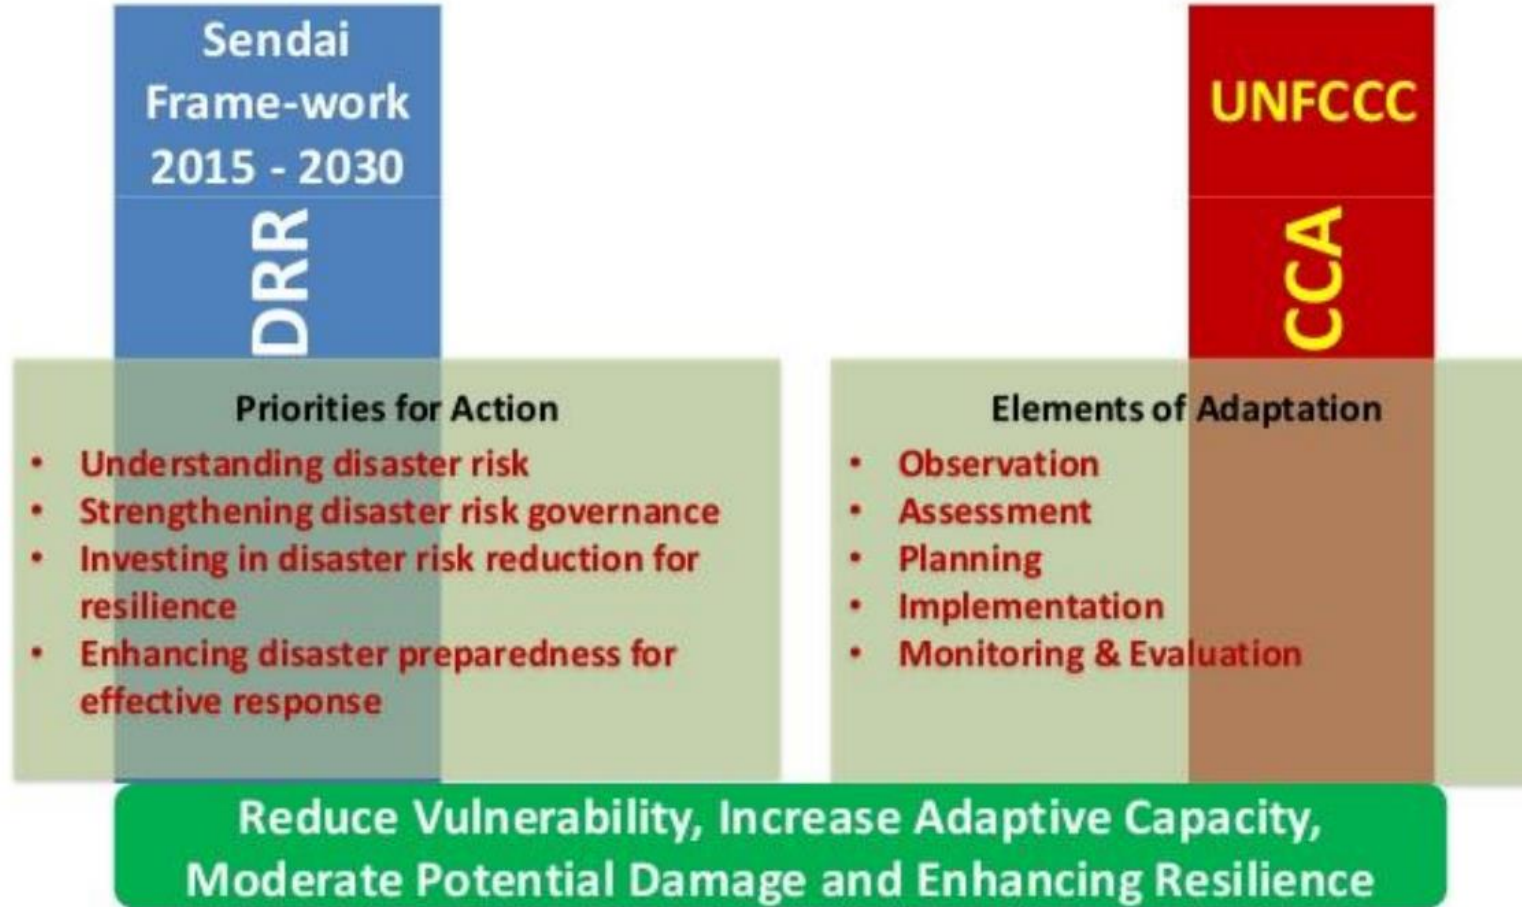 Sendai
Frame-work
2015 - 2030
DRR
Priorities for Action
• Understanding disaster risk
• Strengthening disaster risk governance
• Investing in disaster risk reduction for
resilience
• Enhancing disaster preparedness for
effective response
UNFCCC
CCA
Elements of Adaptation
• Observation
• Assessment
• Planning
• Implementation
• Monitoring & Evaluation
Reduce Vulnerability, Increase Adaptive Capacity,
Moderate Potential Damage and Enhancing Resilience